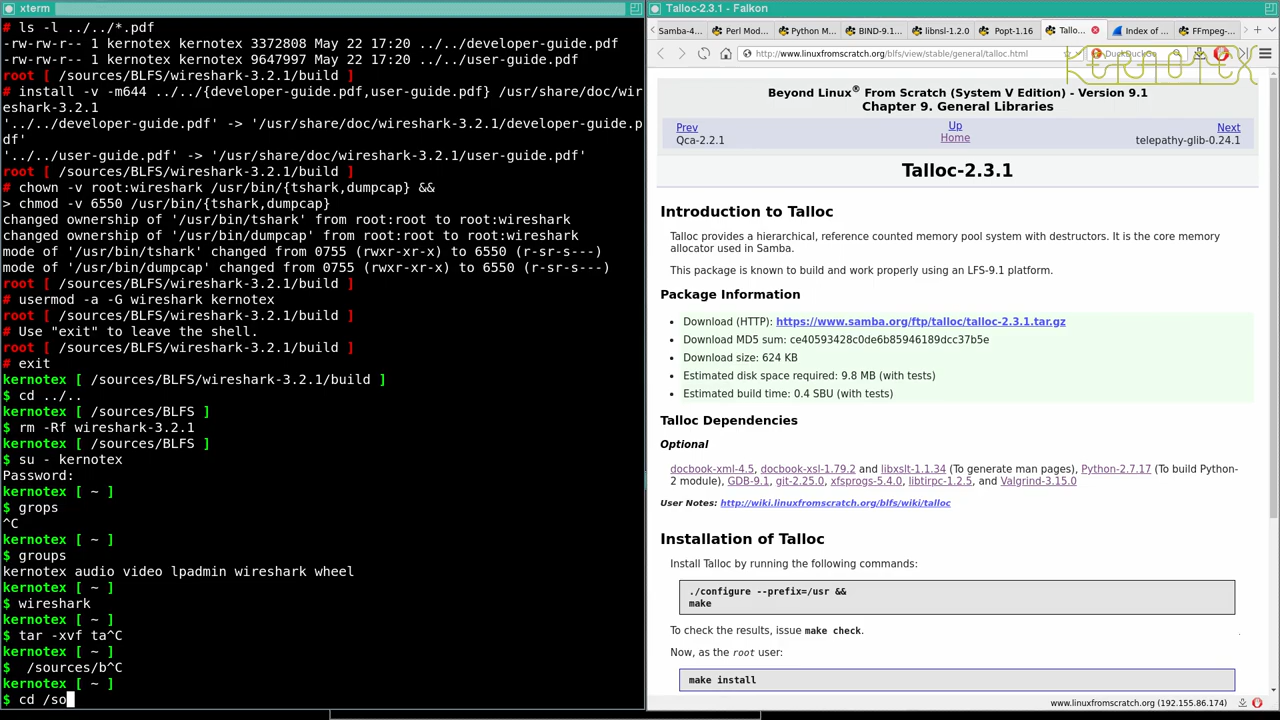 xterm
# ls -l ../../*.pdf
-rw-rw-r-- 1 kernotex kernotex 3372808 May 22 17:20 ../../developer-guide.pdf
-rw-rw-r-- 1 kernotex kernotex 9647997 May 22 17:20 ../../user-guide.pdf
root [ /sources/BLFS/wireshark-3.2.1/build ]
# install -v -m644 ../../{developer-guide.pdf,user-guide.pdf} /usr/share/doc/wir
eshark-3.2.1
'../../developer-guide.pdf' -> '/usr/share/doc/wireshark-3.2.1/developer-guide.p
df'
'../../user-guide.pdf' -> '/usr/share/doc/wireshark-3.2.1/user-guide.pdf'
root [ /sources/BLFS/wireshark-3.2.1/build ]
# chown -v root:wireshark /usr/bin/{tshark,dumpcap} &&
> chmod -v 6550 /usr/bin/{tshark,dumpcap}
changed ownership of '/usr/bin/tshark' from root:root to root:wireshark
changed ownership of '/usr/bin/dumpcap' from root:root to root:wireshark
mode of '/usr/bin/tshark' changed from 0755 (rwxr-xr-x) to 6550 (r-sr-s---)
mode of '/usr/bin/dumpcap' changed from 0755 (rwxr-xr-x) to 6550 (r-sr-s---)
root [ /sources/BLFS/wireshark-3.2.1/build ]
# usermod -a -G wireshark kernotex
root [ /sources/BLFS/wireshark-3.2.1/build ]
# Use "exit" to leave the shell.
root [ /sources/BLFS/wireshark-3.2.1/build ]
# exit
kernotex [ /sources/BLFS/wireshark-3.2.1/build ]
$ cd ../..
kernotex [ /sources/BLFS ]
$ rm -Rf wireshark-3.2.1
kernotex [ /sources/BLFS ]
$ su - kernotex
Password:
kernotex [ ~ ]
$ grops
^C
kernotex [ ~ ]
$ groups
kernotex audio video lpadmin wireshark wheel
kernotex [ ~ ]
$ wireshark
kernotex [ ~ ]
$ tar -xvf ta^C
kernotex [ ~ ]
$  /sources/b^C
kernotex [ ~ ]
$ cd /so
Talloc-2.3.1 - Falkon
Samba-4... Perl Mod... Python M... BIND-9.1... libnsl-1.2.0 Popt-1.16 Tallo... Index of ... FFmpeg-...
http://www.linuxfromscratch.org/blfs/view/stable/general/talloc.html DuckDuckGo
KERNOTEX
Beyond Linux® From Scratch (System V Edition) - Version 9.1
Chapter 9. General Libraries
Prev Up Next
Qca-2.2.1 Home telepathy-glib-0.24.1
Talloc-2.3.1
Introduction to Talloc
Talloc provides a hierarchical, reference counted memory pool system with destructors. It is the core memory
allocator used in Samba.
This package is known to build and work properly using an LFS-9.1 platform.
Package Information
• Download (HTTP): https://www.samba.org/ftp/talloc/talloc-2.3.1.tar.gz
• Download MD5 sum: ce40593428c0de6b85946189dcc37b5e
• Download size: 624 KB
• Estimated disk space required: 9.8 MB (with tests)
• Estimated build time: 0.4 SBU (with tests)
Talloc Dependencies
Optional
docbook-xml-4.5, docbook-xsl-1.79.2 and libxslt-1.1.34 (To generate man pages), Python-2.7.17 (To build Python-
2 module), GDB-9.1, git-2.25.0, xfsprogs-5.4.0, libtirpc-1.2.5, and Valgrind-3.15.0
User Notes: http://wiki.linuxfromscratch.org/blfs/wiki/talloc
Installation of Talloc
Install Talloc by running the following commands:
./configure --prefix=/usr &&
make
To check the results, issue make check.
Now, as the root user:
make install
www.linuxfromscratch.org (192.155.86.174)